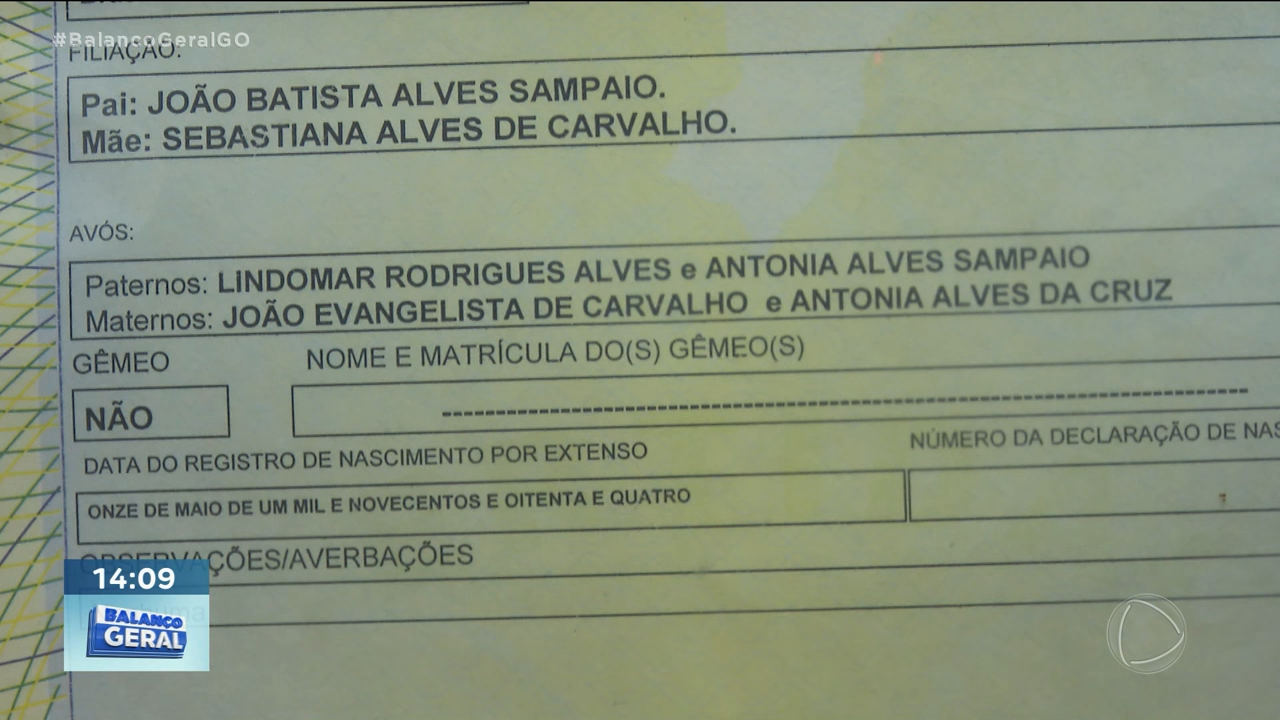 #BalancoGeralGO
FILIAÇÃO:
Pai: JOÃO BATISTA ALVES SAMPAIO.
Mãe: SEBASTIANA ALVES DE CARVALHO.
AVÓS:
Paternos: LINDOMAR RODRIGUES ALVES e ANTONIA ALVES SAMPAIO
Maternos: JOÃO EVANGELISTA DE CARVALHO e ANTONIA ALVES DA CRUZ
GÊMEO
NOME E MATRÍCULA DO(S) GÊMEO(S)
NÃO
DATA DO REGISTRO DE NASCIMENTO POR EXTENSO
NÚMERO DA DECLARAÇÃO DE NAS
ONZE DE MAIO DE UM MIL E NOVECENTOS E OITENTA E QUATRO
OBSERVAÇÕES/AVERBAÇÕES
14:09
BALANÇO
GERAL